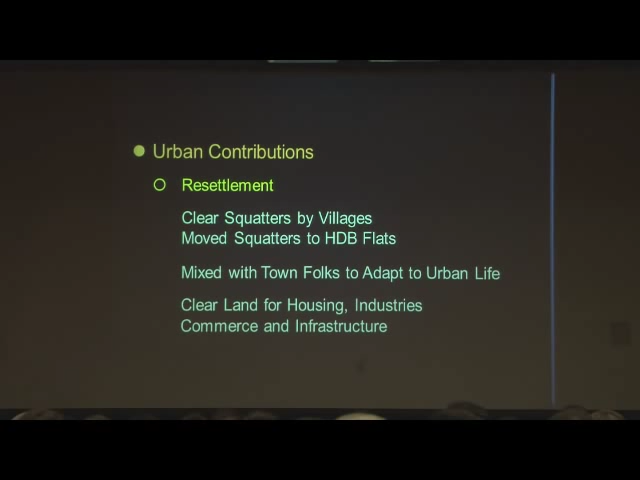 Urban Contributions
Resettlement
Clear Squatters by Villages
Moved Squatters to HDB Flats
Mixed with Town Folks to Adapt to Urban Life
Clear Land for Housing, Industries
Commerce and Infrastructure